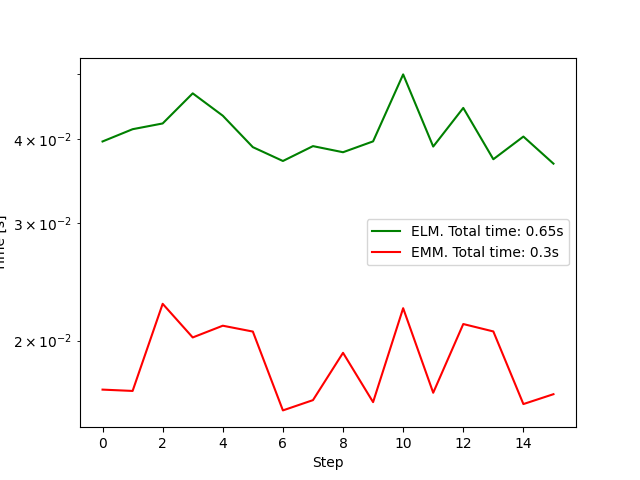 4 × 10⁻²
3 × 10⁻²
2 × 10⁻²
Time [s]
ELM. Total time: 0.65s
EMM. Total time: 0.3s
0 2 4 6 8 10 12 14
Step